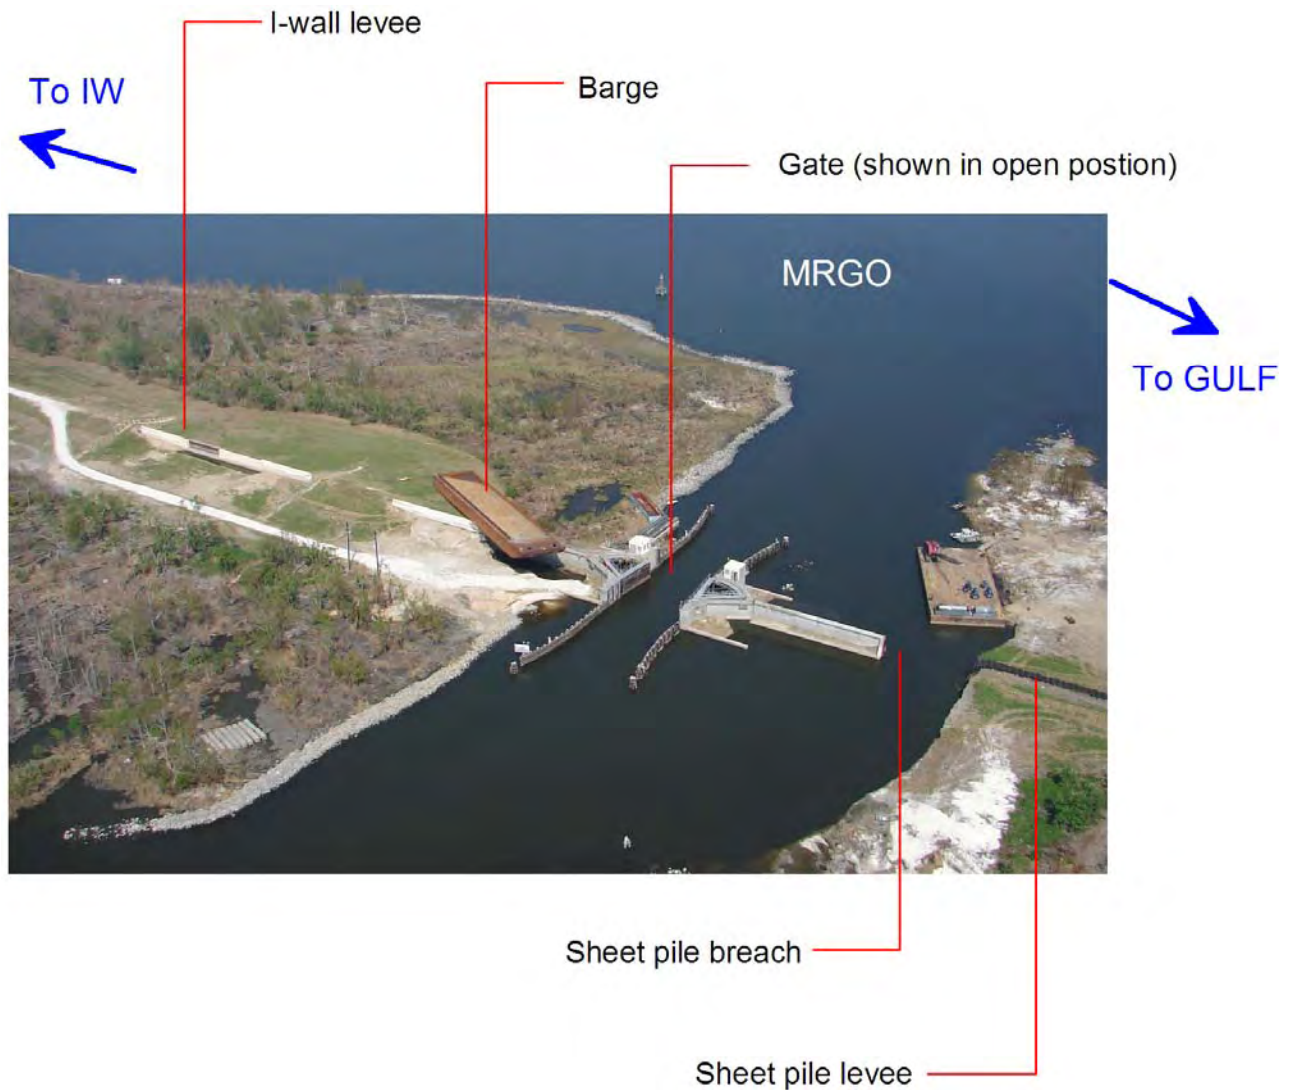 I-wall levee
To IW
Barge
Gate (shown in open postion)
MRGO
To GULF
Sheet pile breach
Sheet pile levee